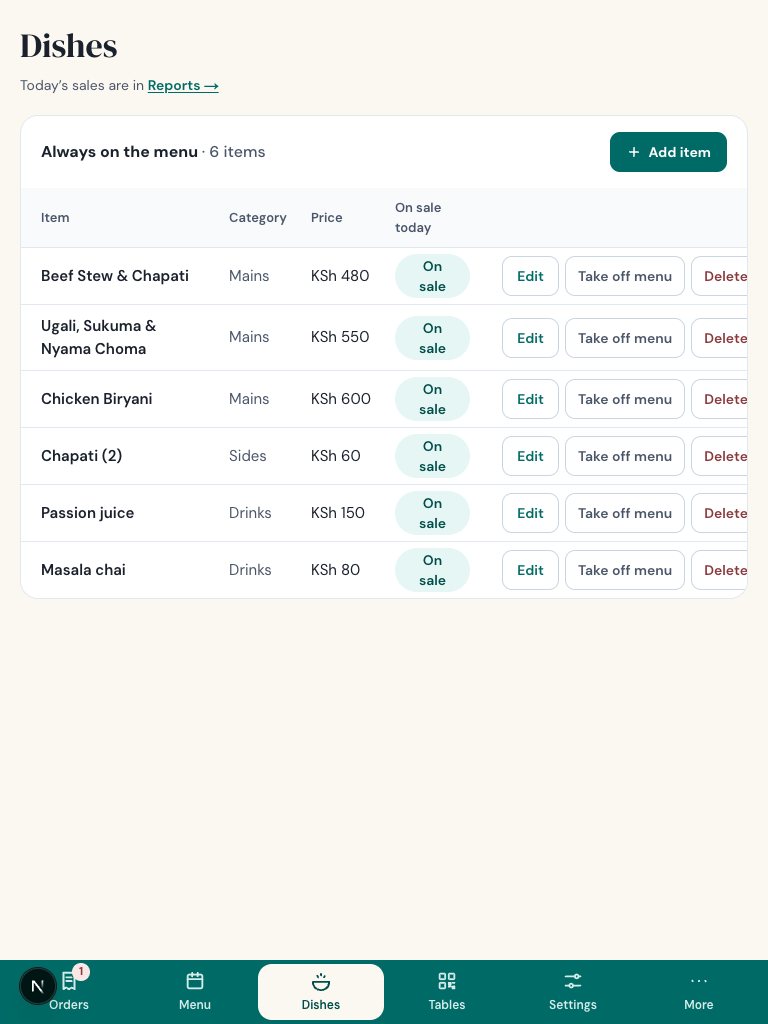 Dishes
Today's sales are in Reports →
Always on the menu · 6 items
+ Add item
Item Category Price On sale today
Beef Stew & Chapati Mains KSh 480 On sale Edit Take off menu Delete
Ugali, Sukuma & Nyama Choma Mains KSh 550 On sale Edit Take off menu Delete
Chicken Biryani Mains KSh 600 On sale Edit Take off menu Delete
Chapati (2) Sides KSh 60 On sale Edit Take off menu Delete
Passion juice Drinks KSh 150 On sale Edit Take off menu Delete
Masala chai Drinks KSh 80 On sale Edit Take off menu Delete
N 1
Orders Menu Dishes Tables Settings More